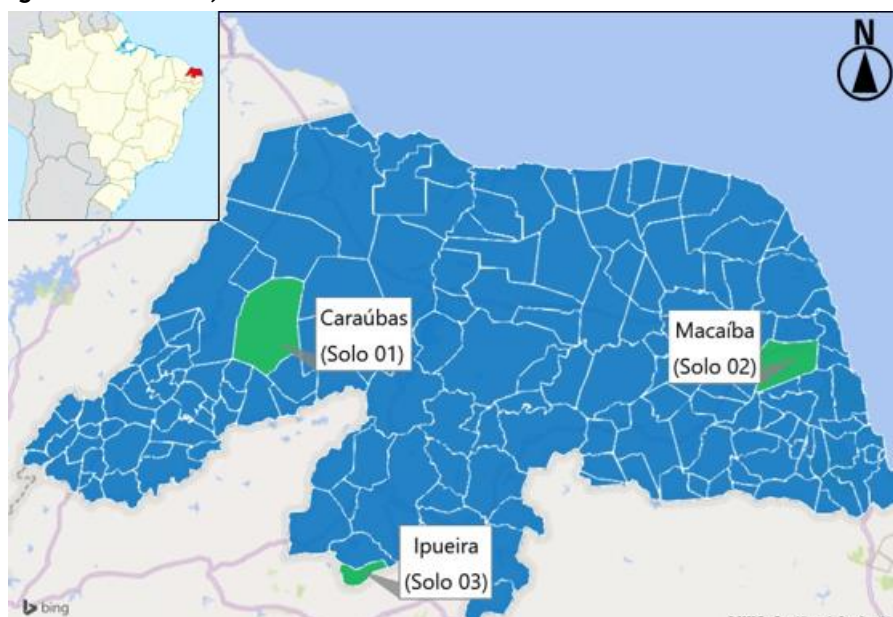 N
Caraúbas
(Solo 01)
Macaíba
(Solo 02)
Ipueira
(Solo 03)
bing